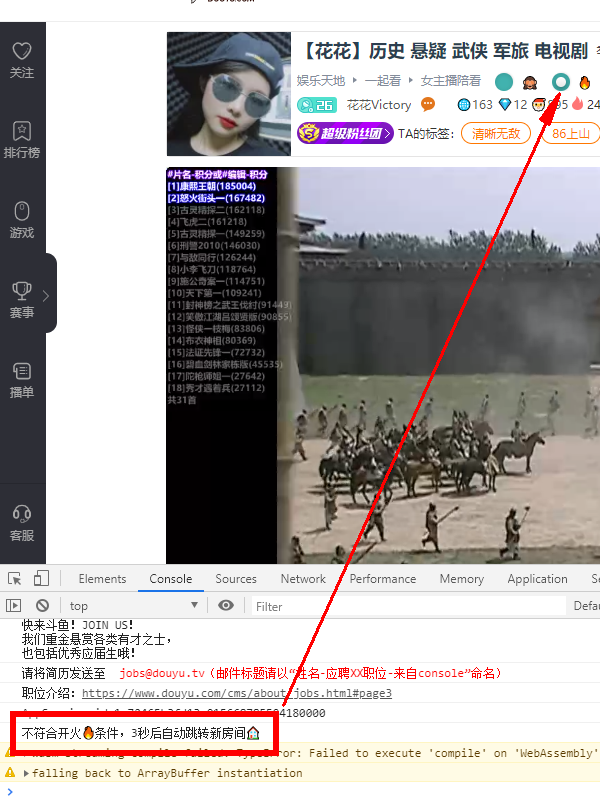 关注
排行榜
游戏
赛事
播单
客服
【花花】历史 悬疑 武侠 军旅 电视剧
娱乐天地 一起看 女主播陪看
26 花花Victory 163 12 24
超级粉丝团 TA的标签: 清晰无敌 86上山
#片名-积分或#编辑-积分
[1]康熙王朝(185004)
[2]怒火街头一(167482)
[3]古灵精探二(162118)
[4]飞虎二(161218)
[5]古灵精探一(149259)
[6]刑警2010(146030)
[7]与敌同行(126244)
[8]小李飞刀(118764)
[9]施公奇案一(114751)
[10]天下第一(109241)
[11]封神榜之武王伐纣(91449)
[12]笑傲江湖吕颂贤版(90855)
[13]怪侠一枝梅(83806)
[14]布衣神相(80369)
[15]法证先锋一(72732)
[16]碧血剑林家栋版(45535)
[17]陀枪师姐一(27642)
[18]秀才遇着兵(27112)
共31首
Elements Console Sources Network Performance Memory Application Se
top Filter Defau
快来斗鱼! JOIN US!
我们重金悬赏各类有才之士,
也包括优秀应届生哦!
请将简历发送至 jobs@douyu.tv (邮件标题请以“姓名-应聘XX职位-来自console”命名)
职位介绍: https://www.douyu.com/cms/about/jobs.html#page3
不符合开火🔥条件, 3秒后自动跳转新房间🏠
TypeError: Failed to execute 'compile' on 'WebAssembly'
falling back to ArrayBuffer instantiation